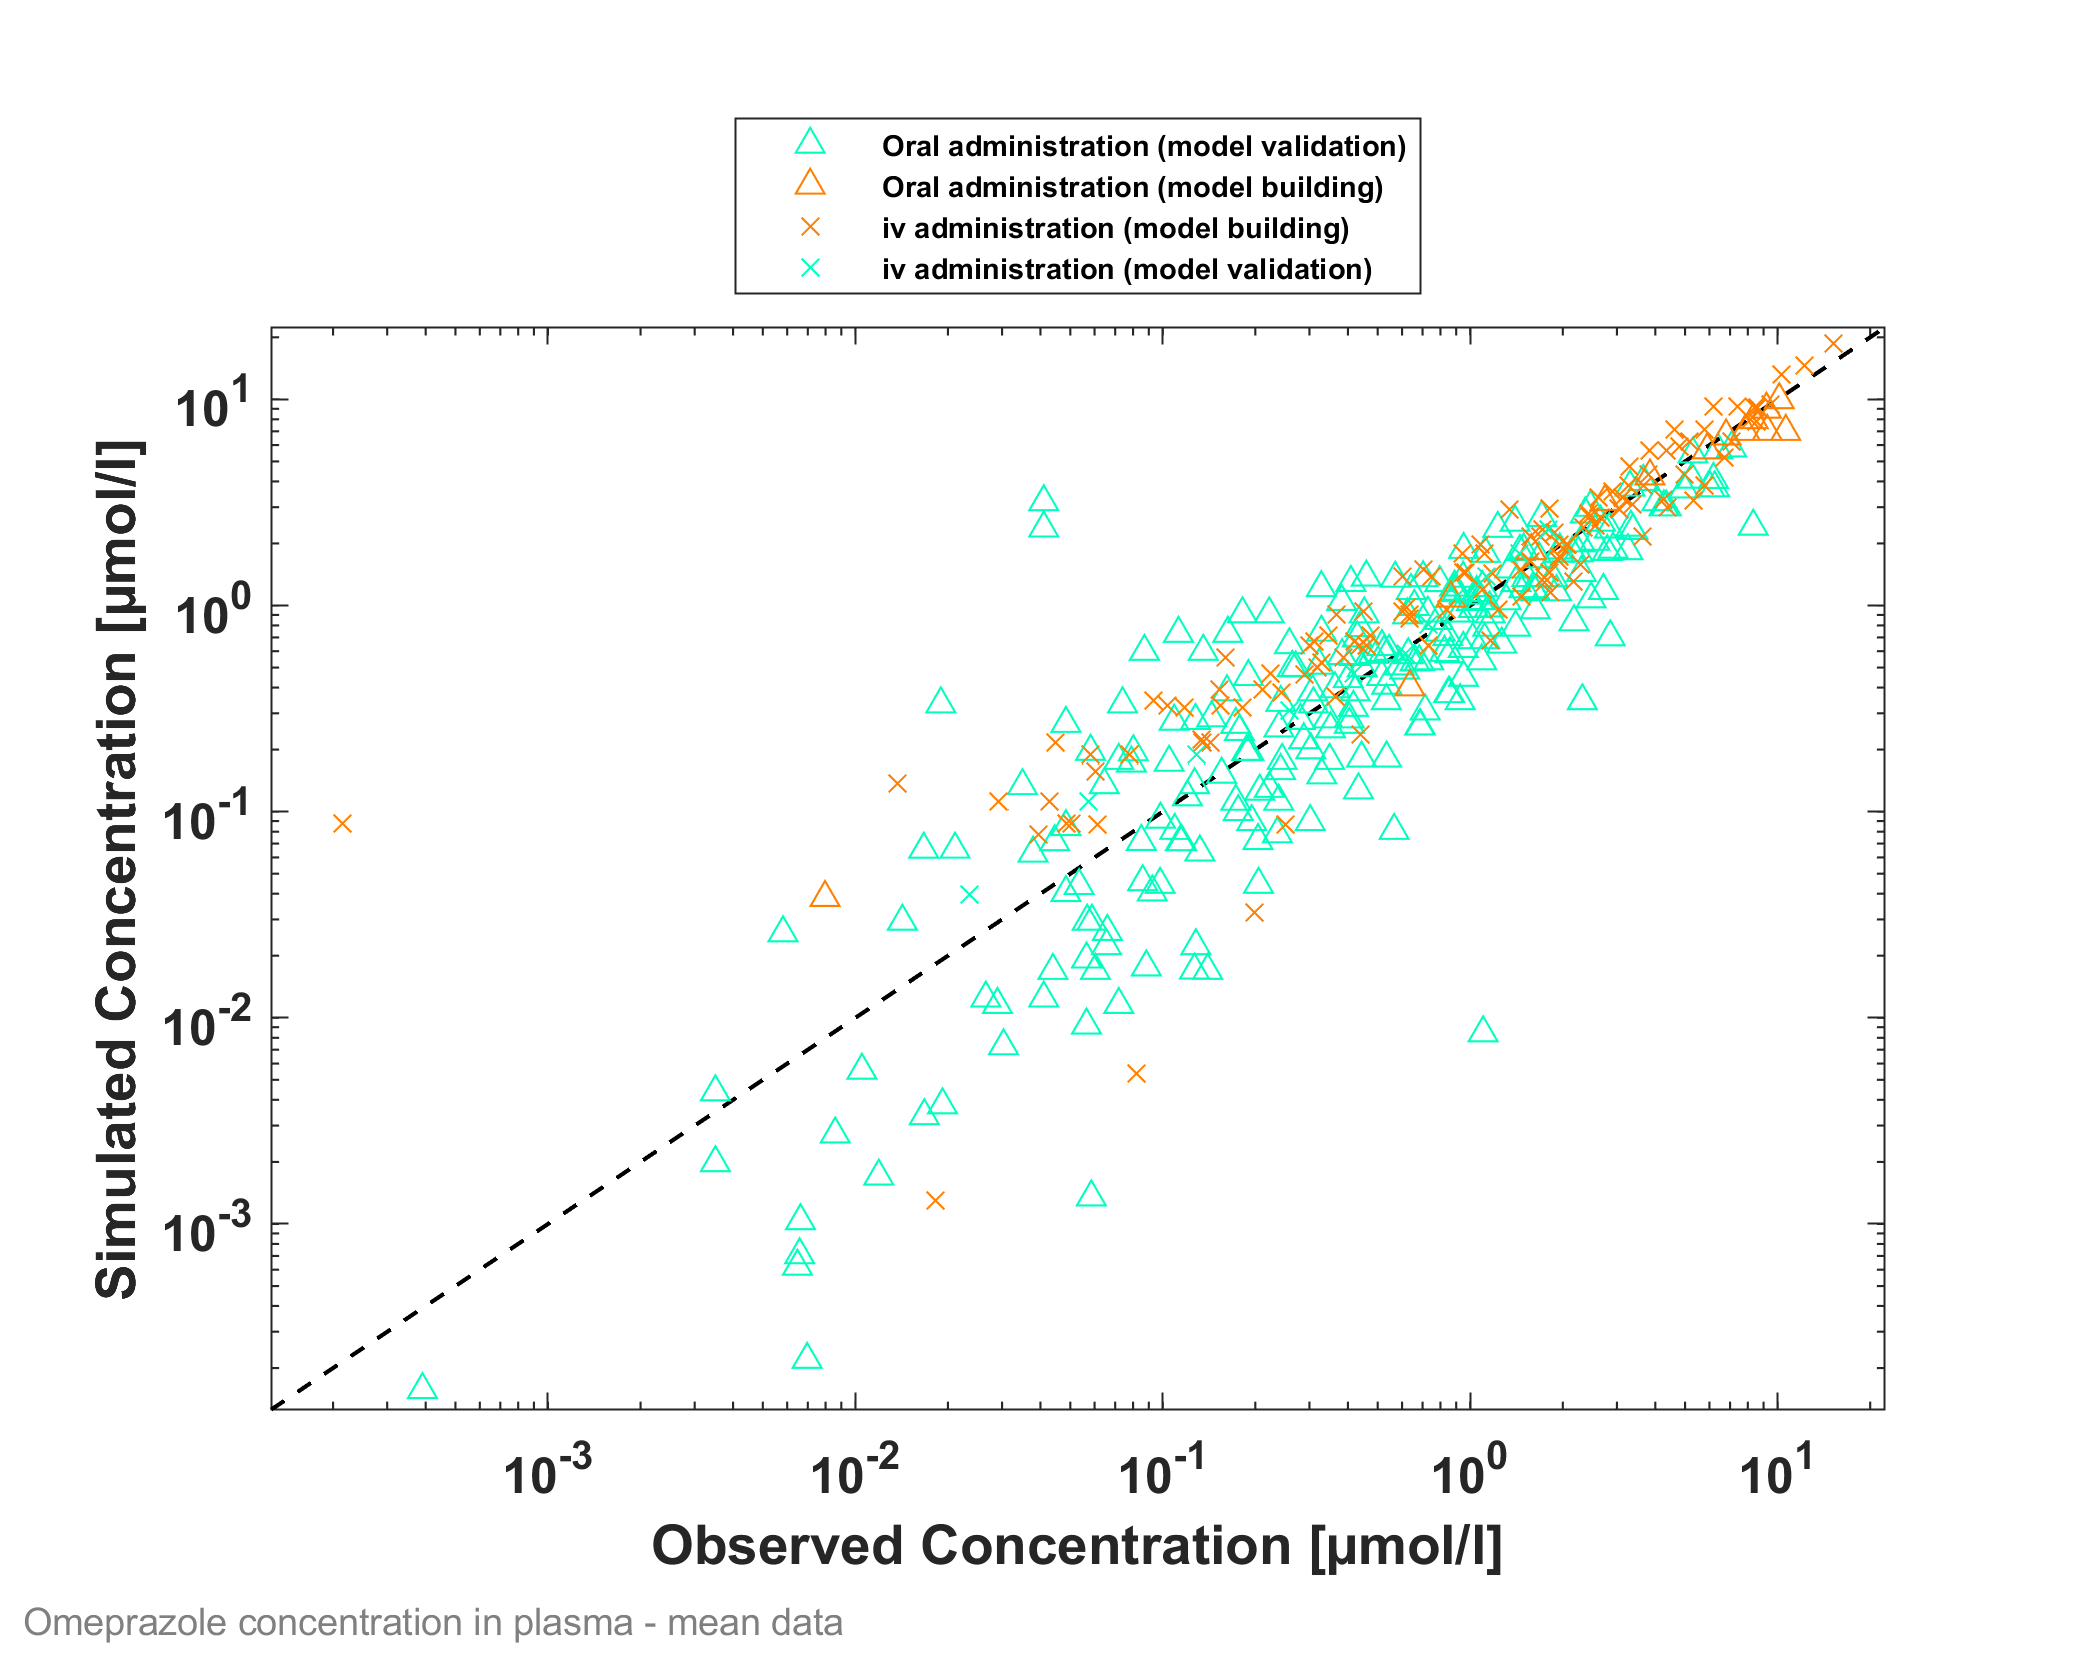 Oral administration (model validation)
Oral administration (model building)
iv administration (model building)
iv administration (model validation)
Simulated Concentration [µmol/l]
10^1
10^0
10^-1
10^-2
10^-3
10^-3 10^-2 10^-1 10^0 10^1
Observed Concentration [µmol/l]
Omeprazole concentration in plasma - mean data